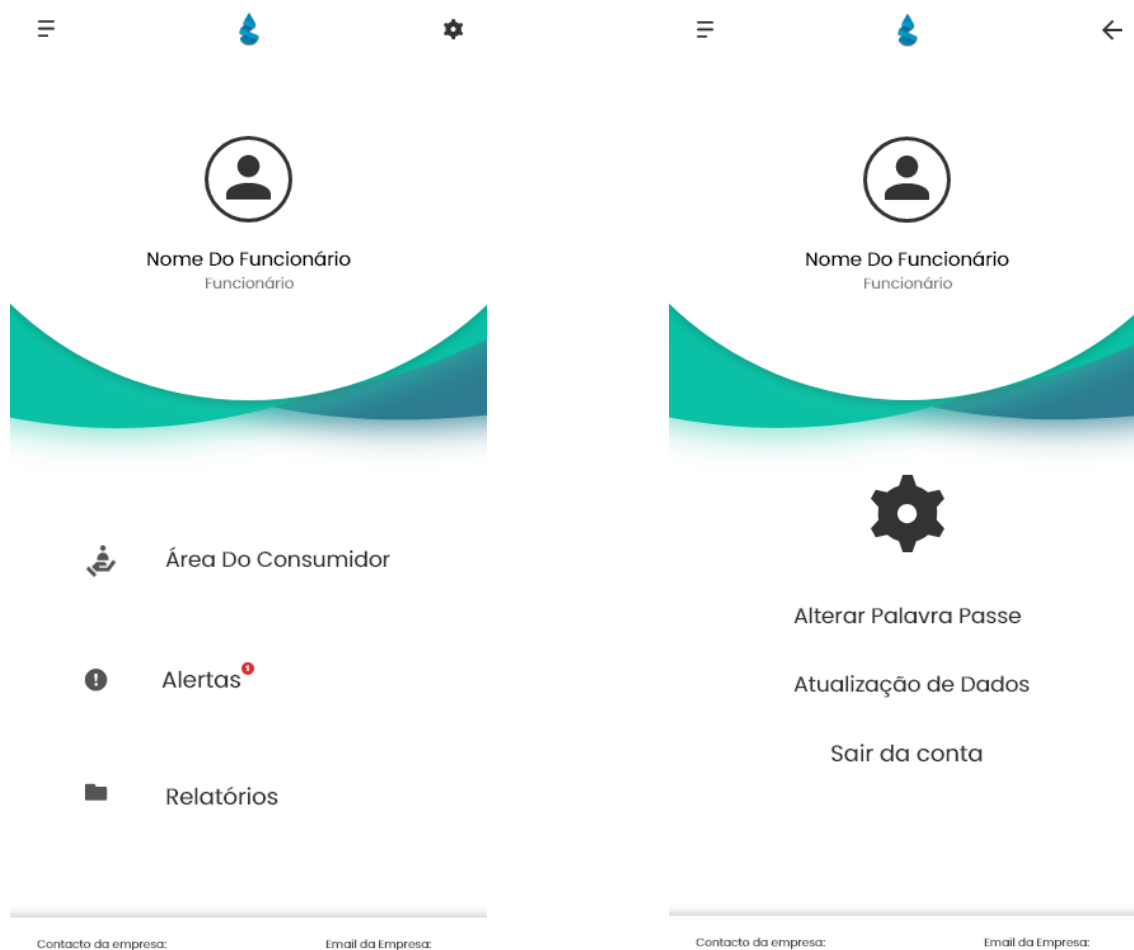 Nome Do Funcionário
Funcionário
Área Do Consumidor
Alertas 1
Relatórios
Contacto da empresa:
Email da Empresa:
Nome Do Funcionário
Funcionário
Alterar Palavra Passe
Atualização de Dados
Sair da conta
Contacto da empresa:
Email da Empresa: